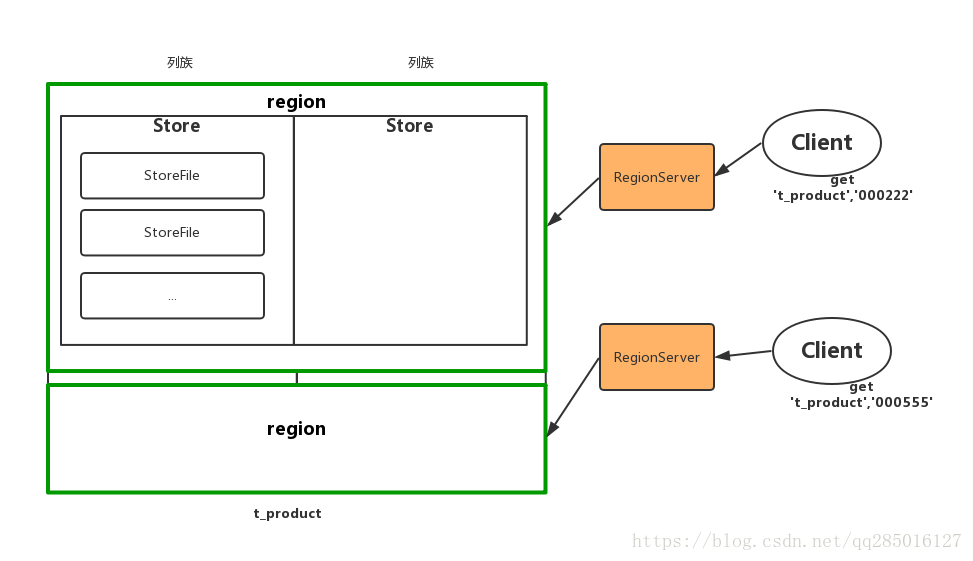 列族
列族
region
Store
Store
StoreFile
StoreFile
...
RegionServer
Client
get
't_product','000222'
RegionServer
Client
get
't_product','000555'
region
t_product
https://blog.csdn.net/qq285016127